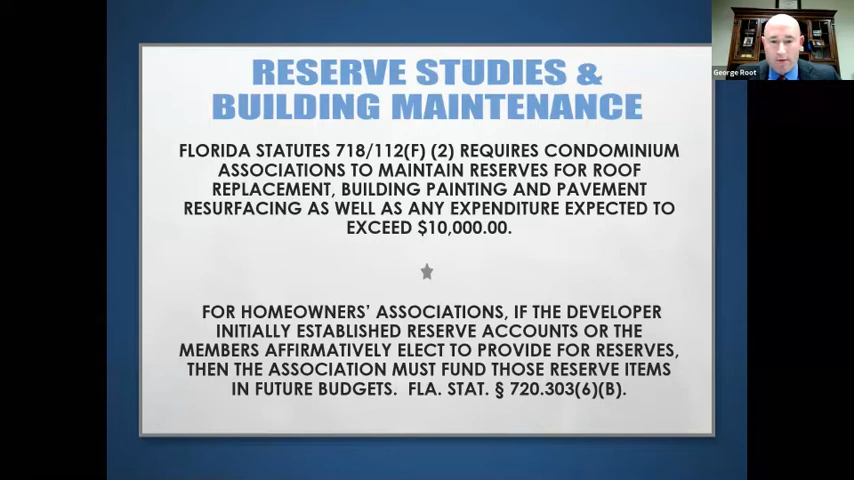 RESERVE STUDIES &
BUILDING MAINTENANCE
FLORIDA STATUTES 718/112(F) (2) REQUIRES CONDOMINIUM
ASSOCIATIONS TO MAINTAIN RESERVES FOR ROOF
REPLACEMENT, BUILDING PAINTING AND PAVEMENT
RESURFACING AS WELL AS ANY EXPENDITURE EXPECTED TO
EXCEED $10,000.00.
FOR HOMEOWNERS' ASSOCIATIONS, IF THE DEVELOPER
INITIALLY ESTABLISHED RESERVE ACCOUNTS OR THE
MEMBERS AFFIRMATIVELY ELECT TO PROVIDE FOR RESERVES,
THEN THE ASSOCIATION MUST FUND THOSE RESERVE ITEMS
IN FUTURE BUDGETS. FLA. STAT. § 720.303(6)(B).
George Root